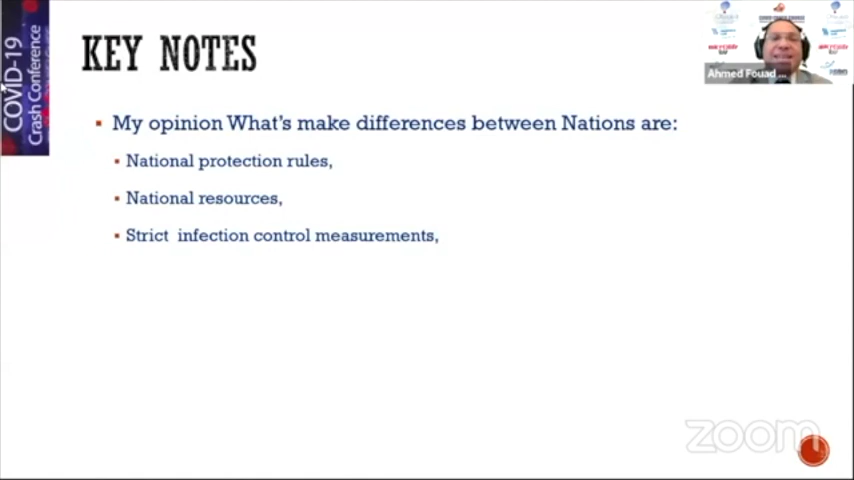 COVID-19
Crash Conference
KEY NOTES
My opinion What's make differences between Nations are:
National protection rules,
National resources,
Strict infection control measurements,
Ahmed Fouad ...
zoom